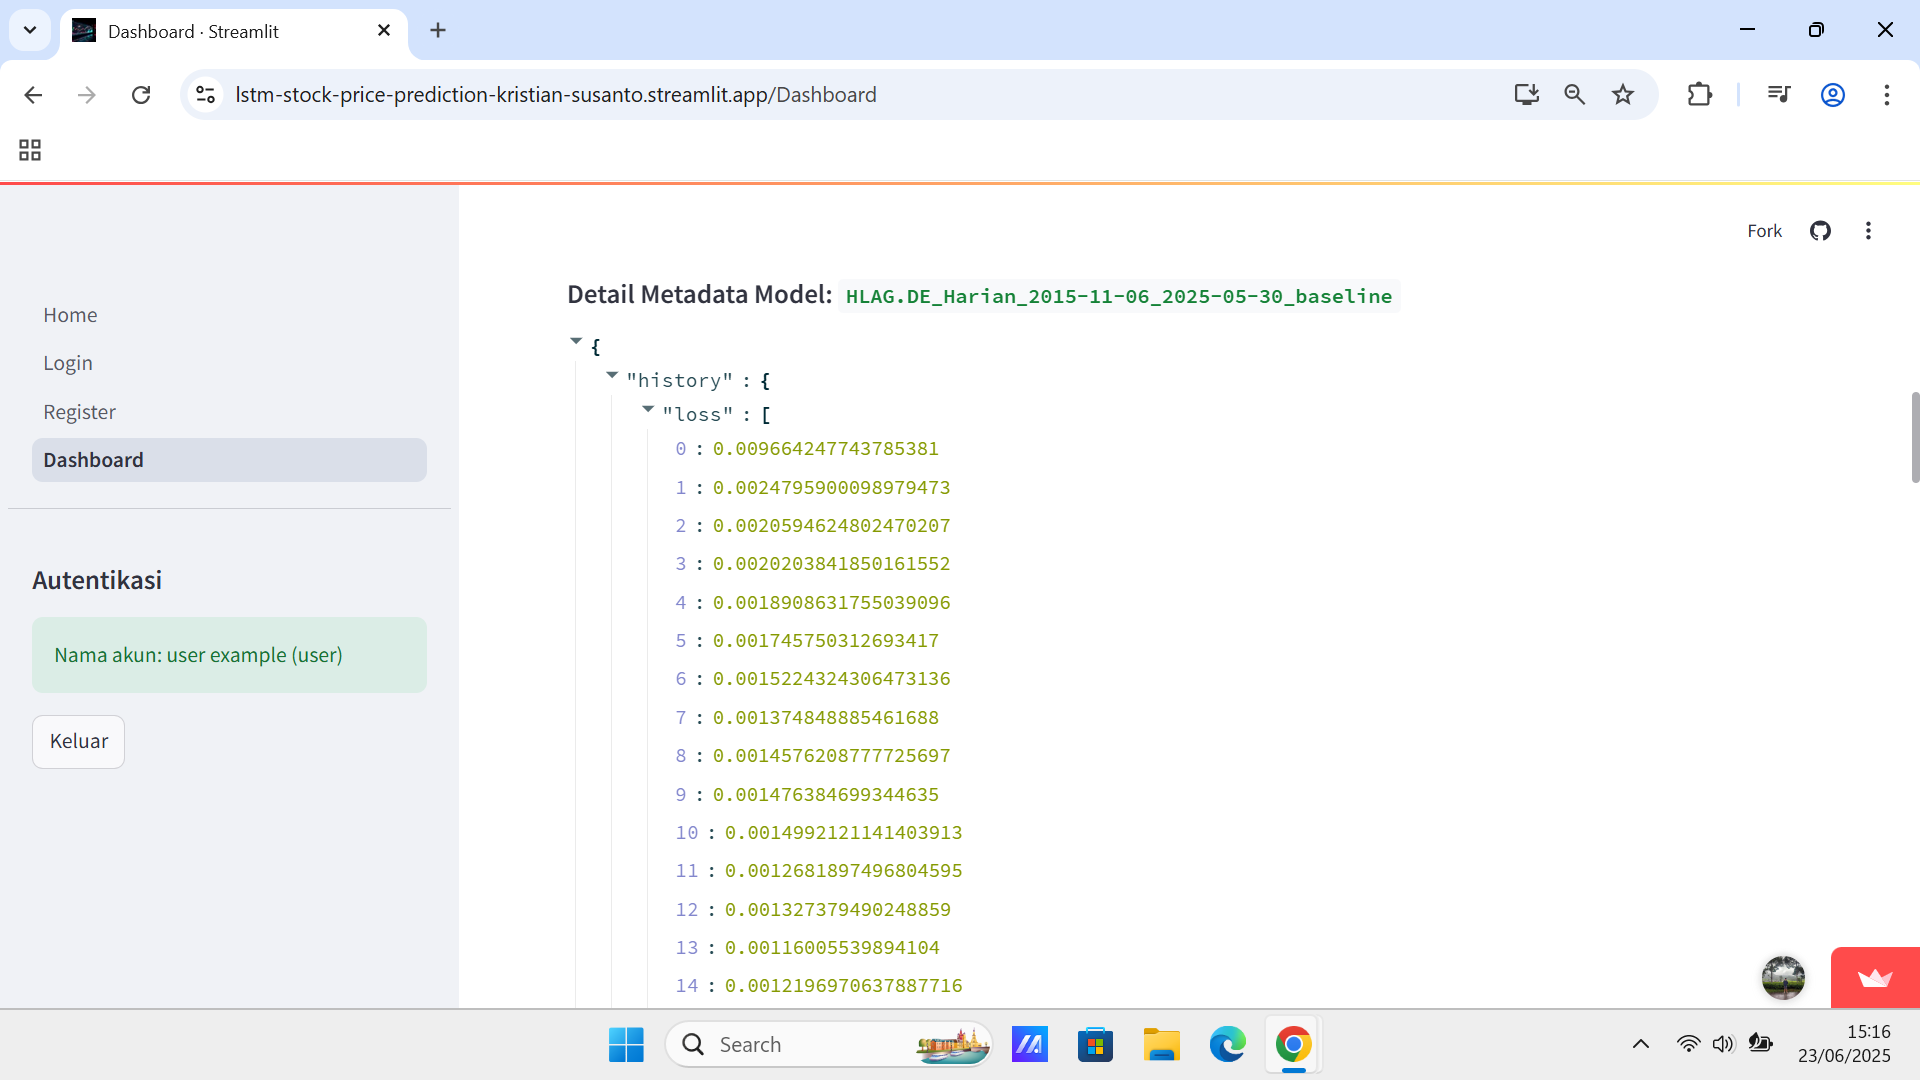 Dashboard · Streamlit
lstm-stock-price-prediction-kristian-susanto.streamlit.app/Dashboard
Fork
Home
Login
Register
Dashboard
Autentikasi
Nama akun: user example (user)
Keluar
Detail Metadata Model: HLAG.DE_Harian_2015-11-06_2025-05-30_baseline
{
"history" : {
"loss" : [
0 : 0.009664247743785381
1 : 0.0024795900098979473
2 : 0.0020594624802470207
3 : 0.0020203841850161552
4 : 0.0018908631755039096
5 : 0.001745750312693417
6 : 0.0015224324306473136
7 : 0.001374848885461688
8 : 0.0014576208777725697
9 : 0.001476384699344635
10 : 0.0014992121141403913
11 : 0.0012681897496804595
12 : 0.001327379490248859
13 : 0.00116005539894104
14 : 0.0012196970637887716
Search
15:16
23/06/2025